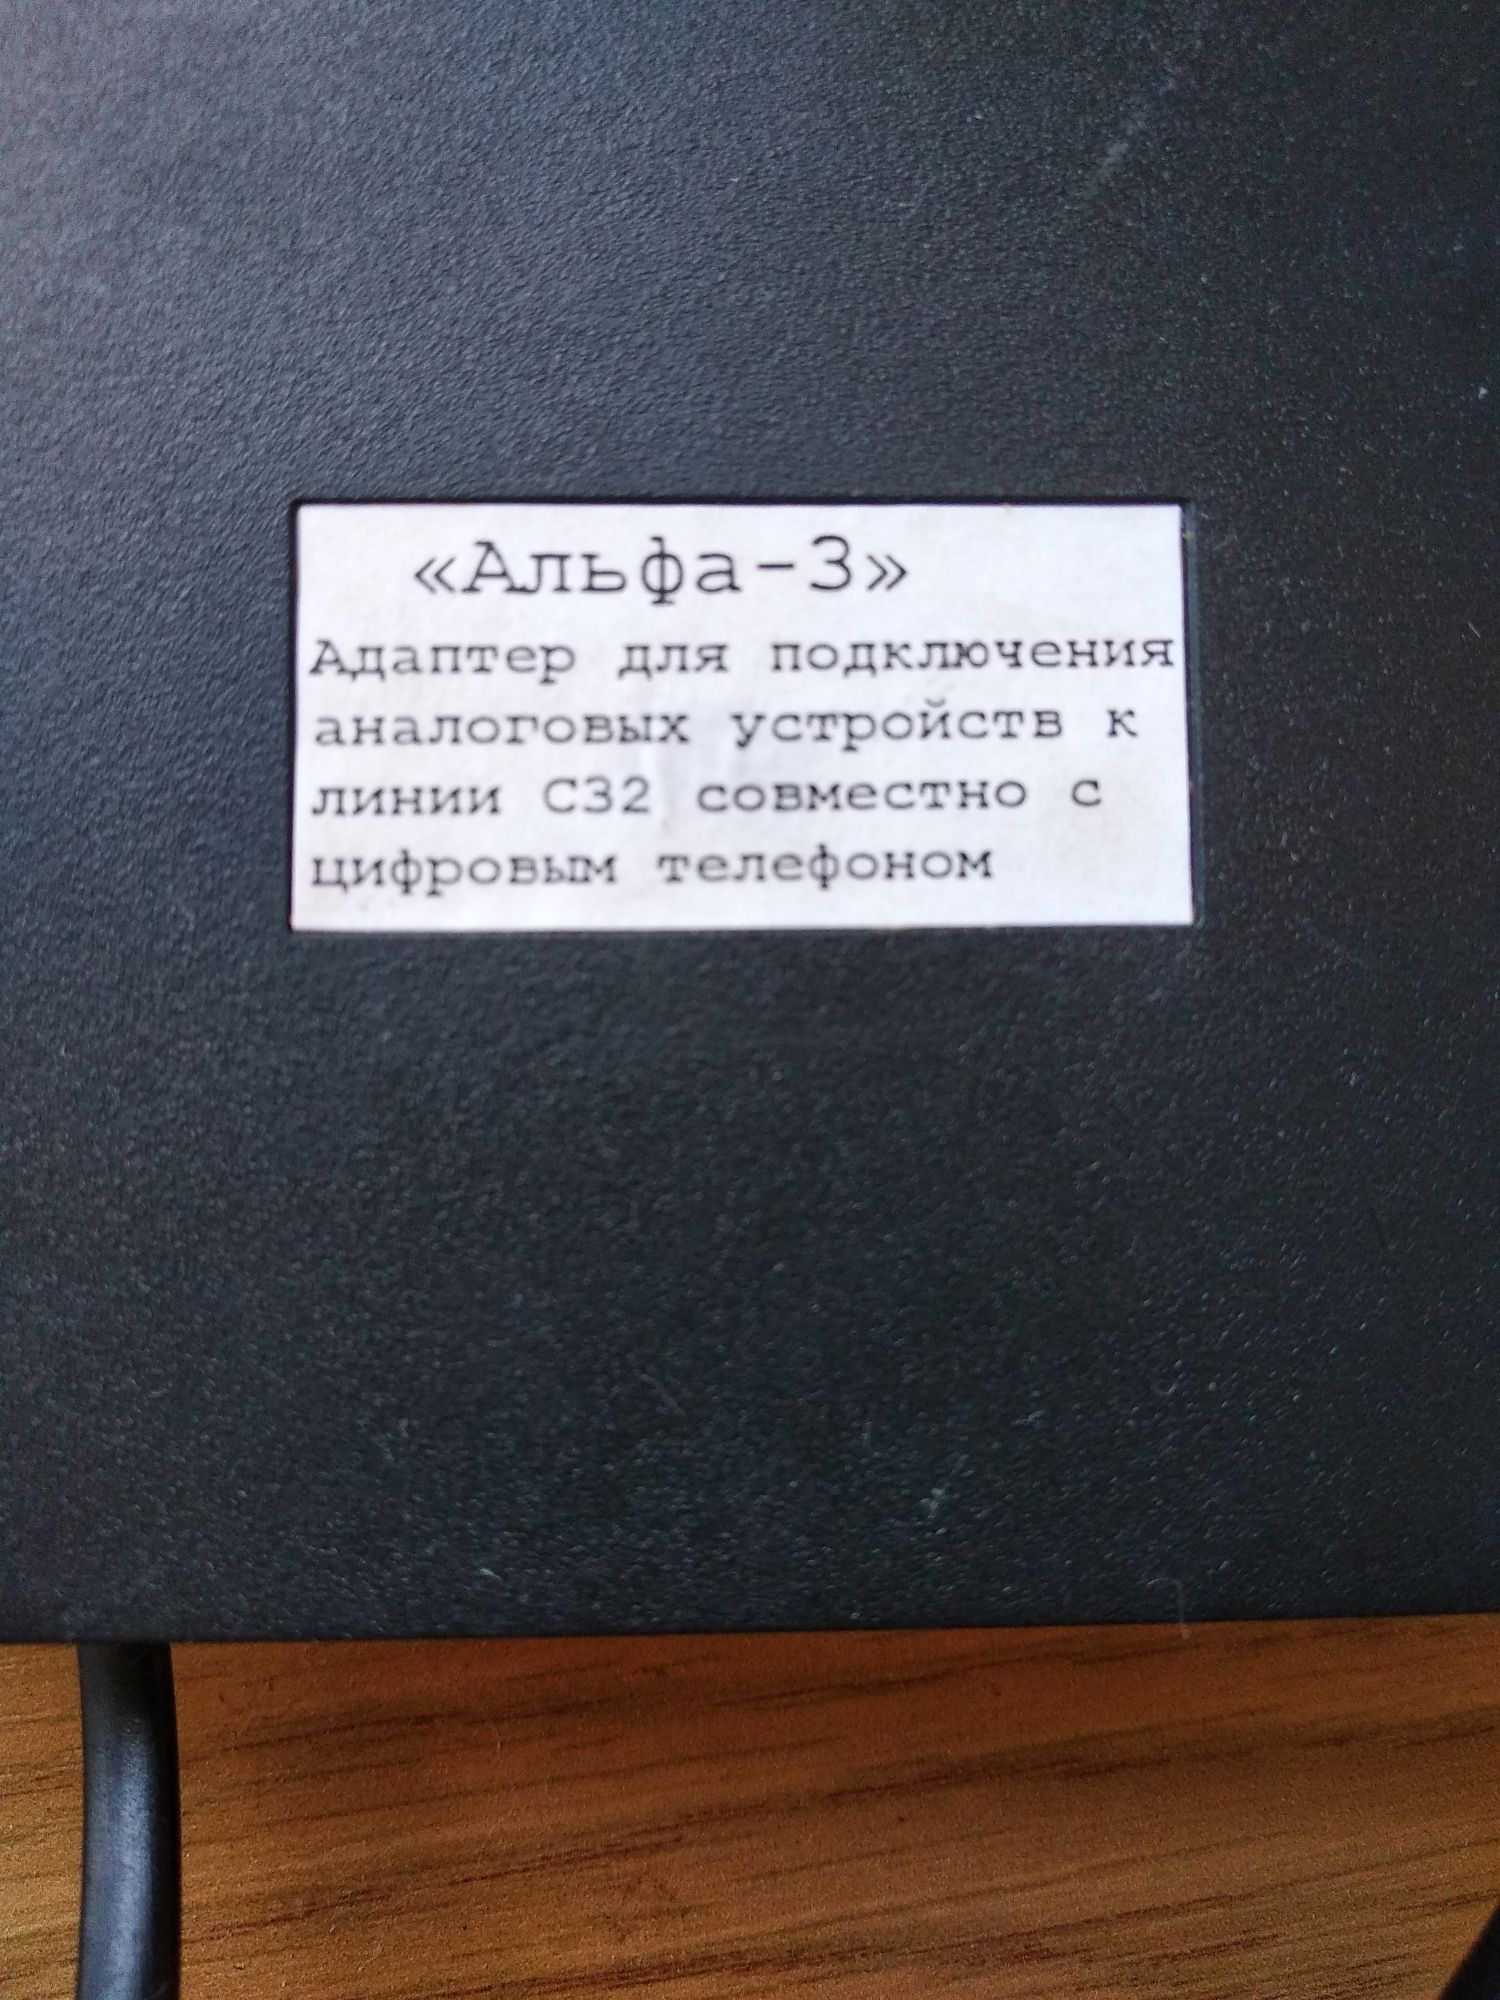 «Альфа-3»
Адаптер для подключения
аналоговых устройств к
линии С32 совместно с
цифровым телефоном